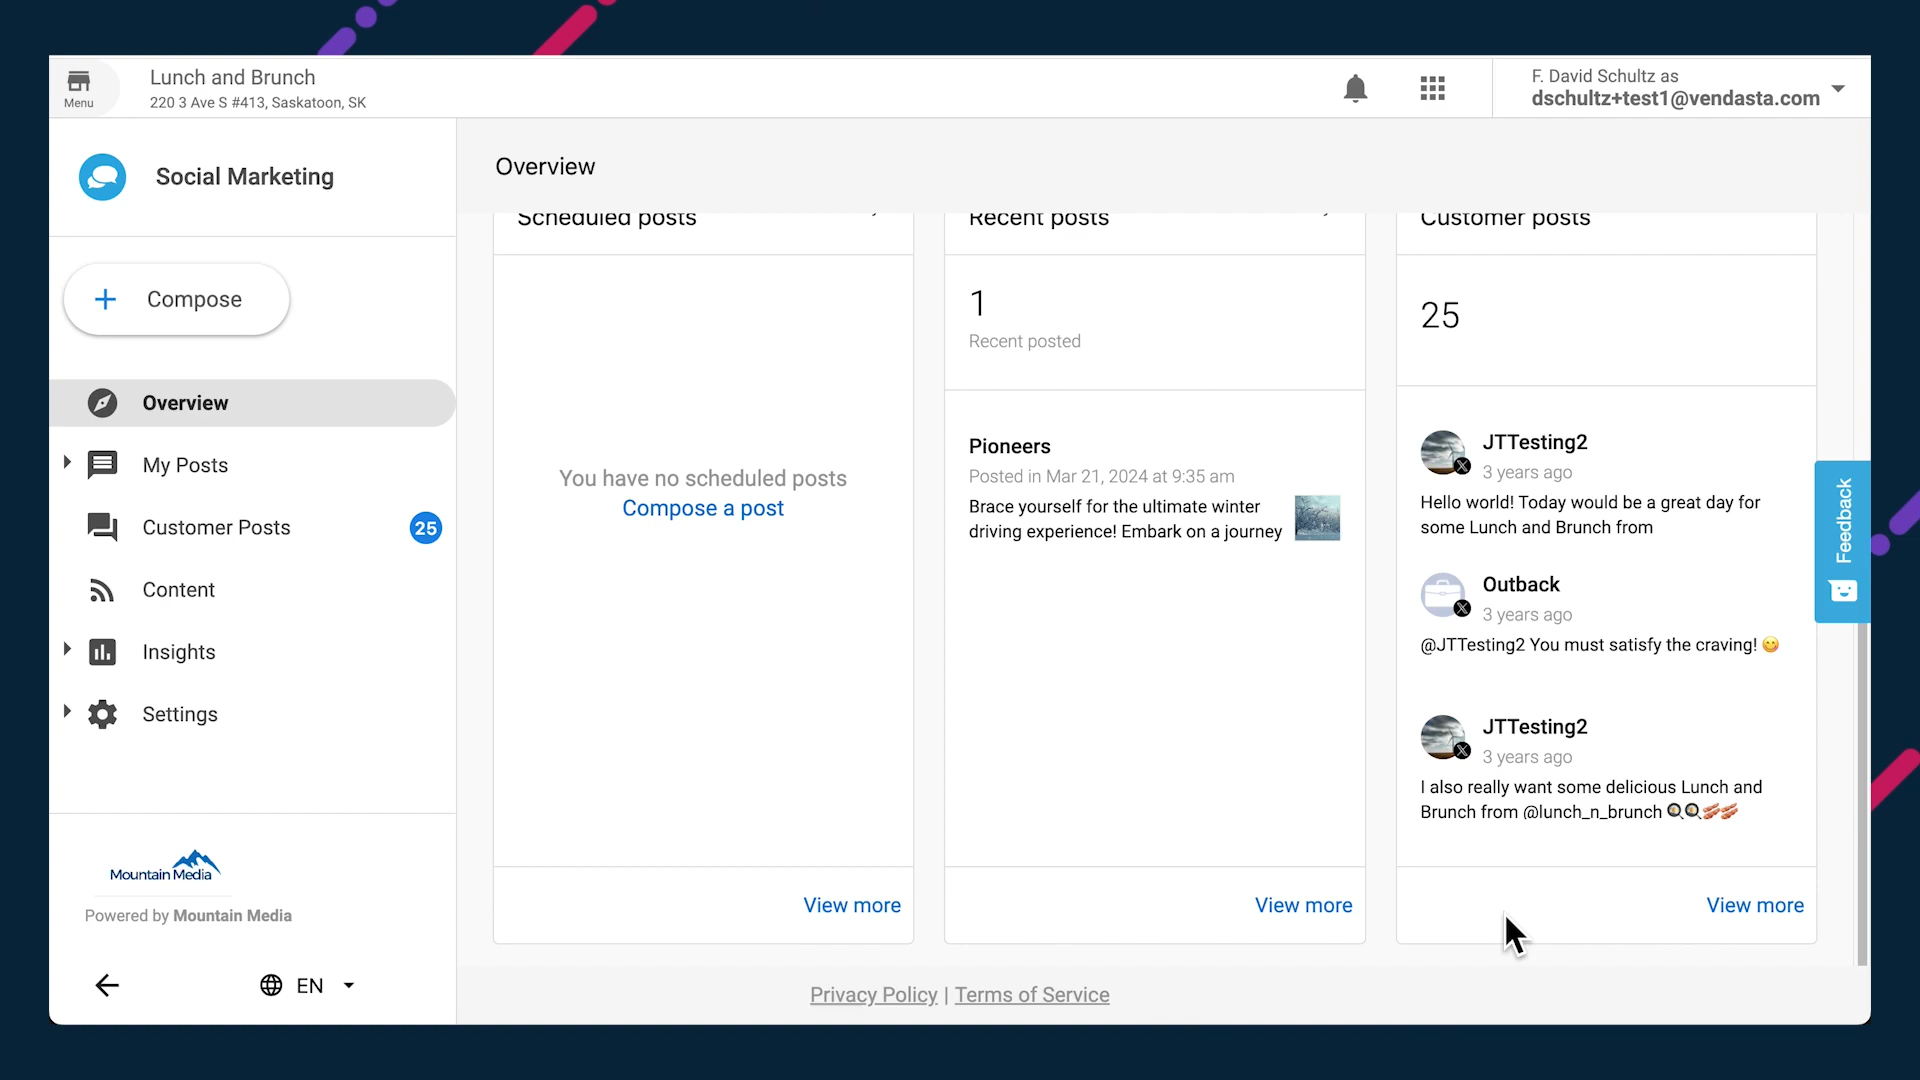 Menu
Lunch and Brunch
220 3 Ave S #413, Saskatoon, SK
F. David Schultz as
dschultz+test1@vendasta.com
Social Marketing
Compose
Overview
My Posts
Customer Posts
25
Content
Insights
Settings
Mountain Media
Powered by Mountain Media
EN
Overview
Scheduled posts
You have no scheduled posts
Compose a post
View more
Recent posts
1
Recent posted
Pioneers
Posted in Mar 21, 2024 at 9:35 am
Brace yourself for the ultimate winter
driving experience! Embark on a journey
View more
Customer posts
25
JTTesting2
3 years ago
Hello world! Today would be a great day for
some Lunch and Brunch from
Outback
3 years ago
@JTTesting2 You must satisfy the craving! 😋
JTTesting2
3 years ago
I also really want some delicious Lunch and
Brunch from @lunch_n_brunch 🍳🍳🥓🥓
View more
Feedback
Privacy Policy | Terms of Service